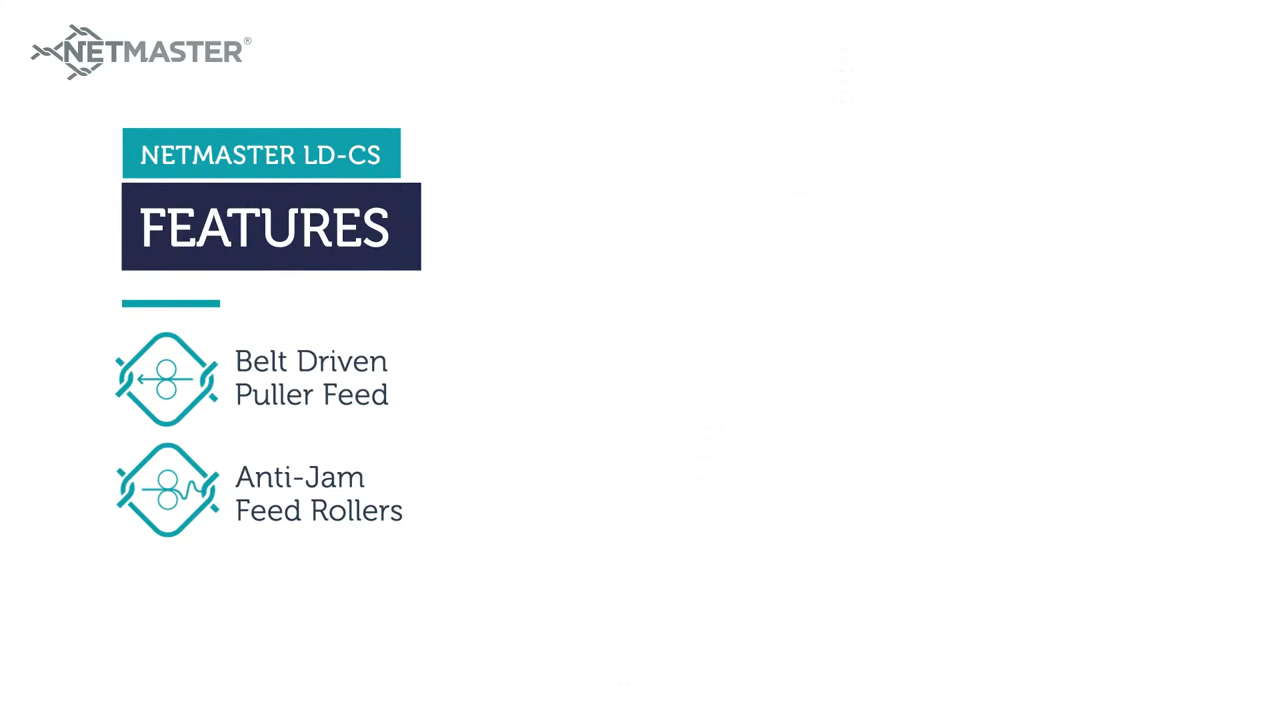 NETMASTER®
NETMASTER LD-CS
FEATURES
Belt Driven
Puller Feed
Anti-Jam
Feed Rollers